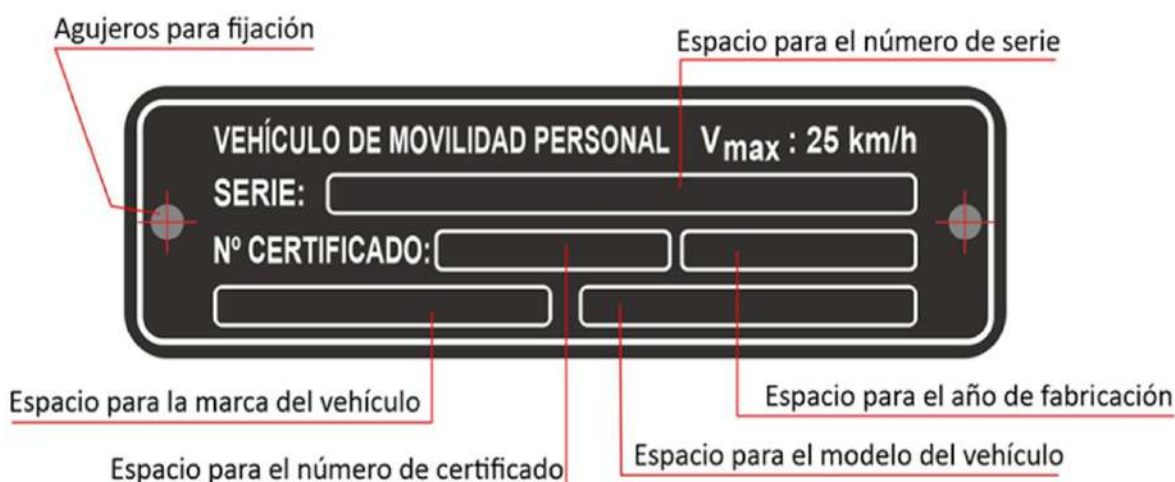 Agujeros para fijación
Espacio para el número de serie
VEHÍCULO DE MOVILIDAD PERSONAL Vmax : 25 km/h
SERIE:
Nº CERTIFICADO:
Espacio para la marca del vehículo
Espacio para el año de fabricación
Espacio para el número de certificado
Espacio para el modelo del vehículo